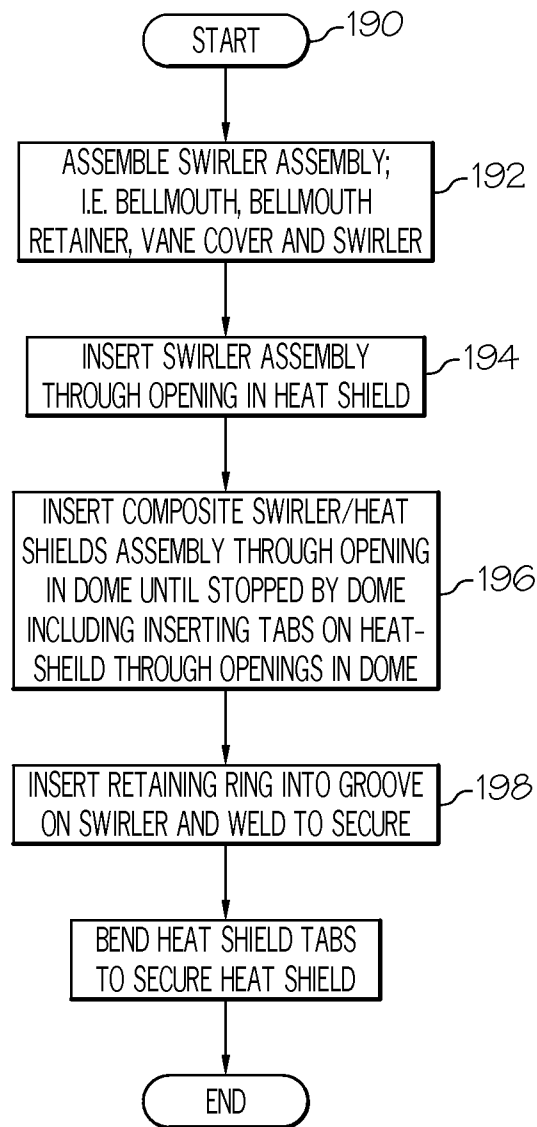 START
190
ASSEMBLE SWIRLER ASSEMBLY;
I.E. BELLMOUTH, BELLMOUTH
RETAINER, VANE COVER AND SWIRLER
192
INSERT SWIRLER ASSEMBLY
THROUGH OPENING IN HEAT SHIELD
194
INSERT COMPOSITE SWIRLER/HEAT
SHIELDS ASSEMBLY THROUGH OPENING
IN DOME UNTIL STOPPED BY DOME
INCLUDING INSERTING TABS ON HEAT-
SHEILD THROUGH OPENINGS IN DOME
196
INSERT RETAINING RING INTO GROOVE
ON SWIRLER AND WELD TO SECURE
198
BEND HEAT SHIELD TABS
TO SECURE HEAT SHIELD
END